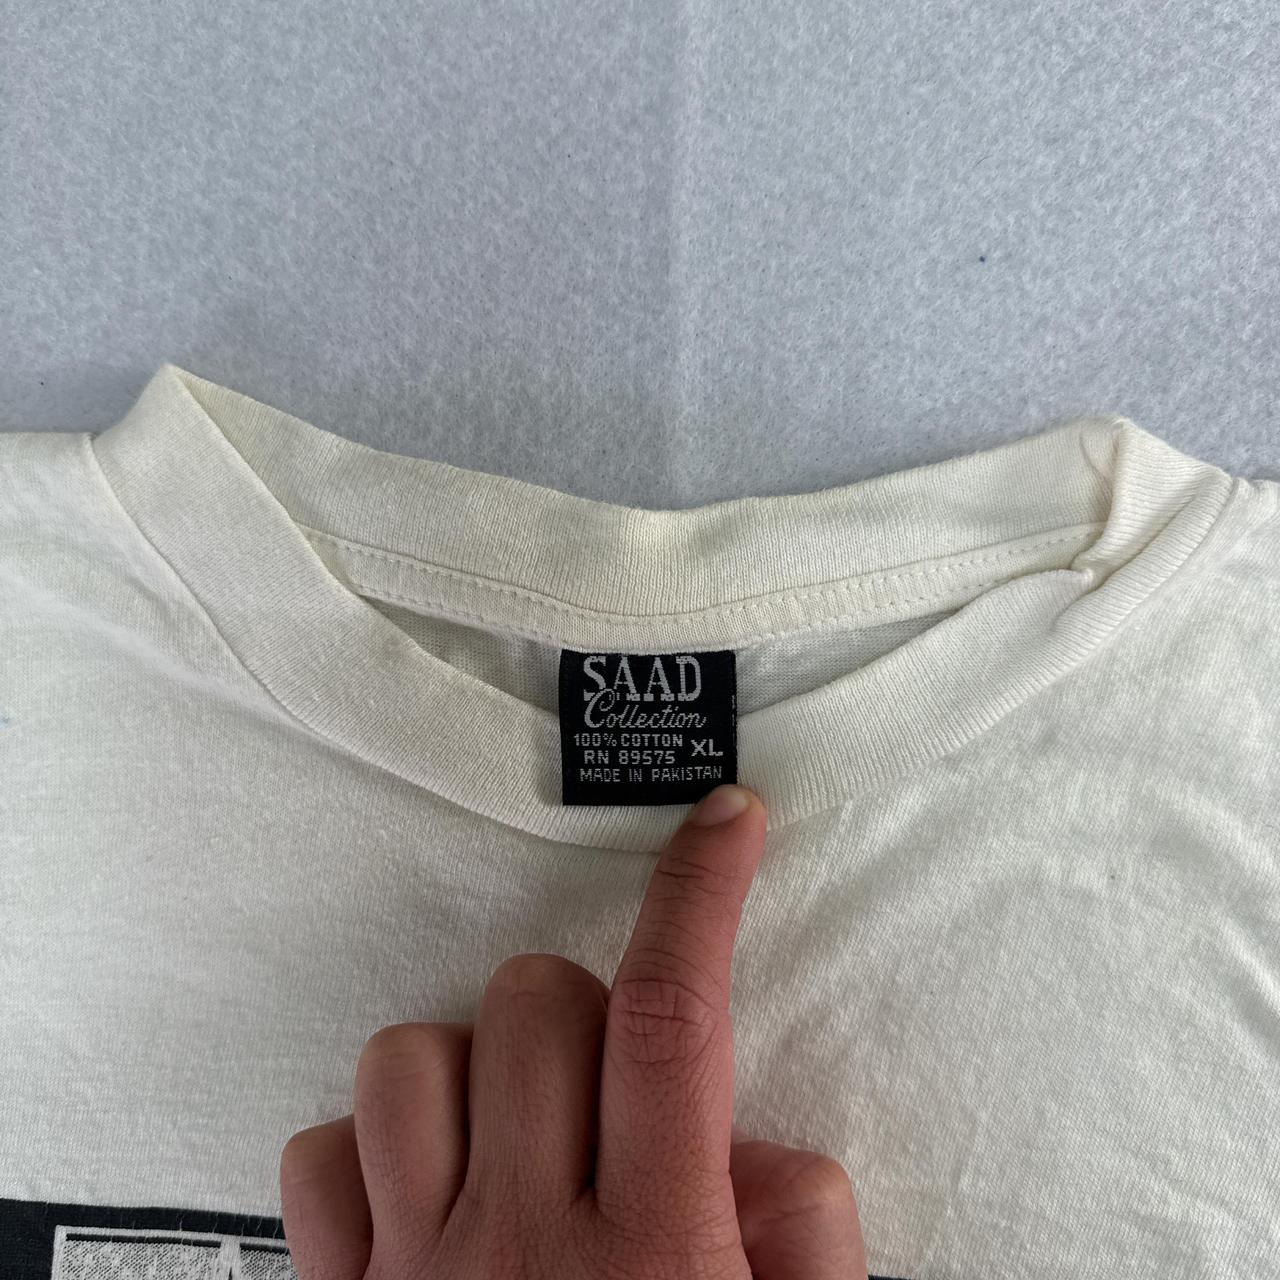 SAAD
Collection
100% COTTON XL
RN 89575
MADE IN PAKISTAN